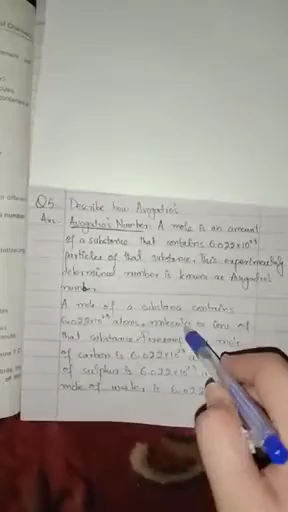 Q5. Describe how Avogadro's
Ans. Avogadro's Number: A mole is an amount
of a substance that contains 6.022×10²³
particles of that substance. This experimentally
determined number is known as Avogadro's
number.
A mole of a substance contains
6.022×10²³ atoms, molecules or ions of
that substance. For mole
of carbon is 6.022×10²³
of sulphur is 6.022×10²³
mole of water is 6.022